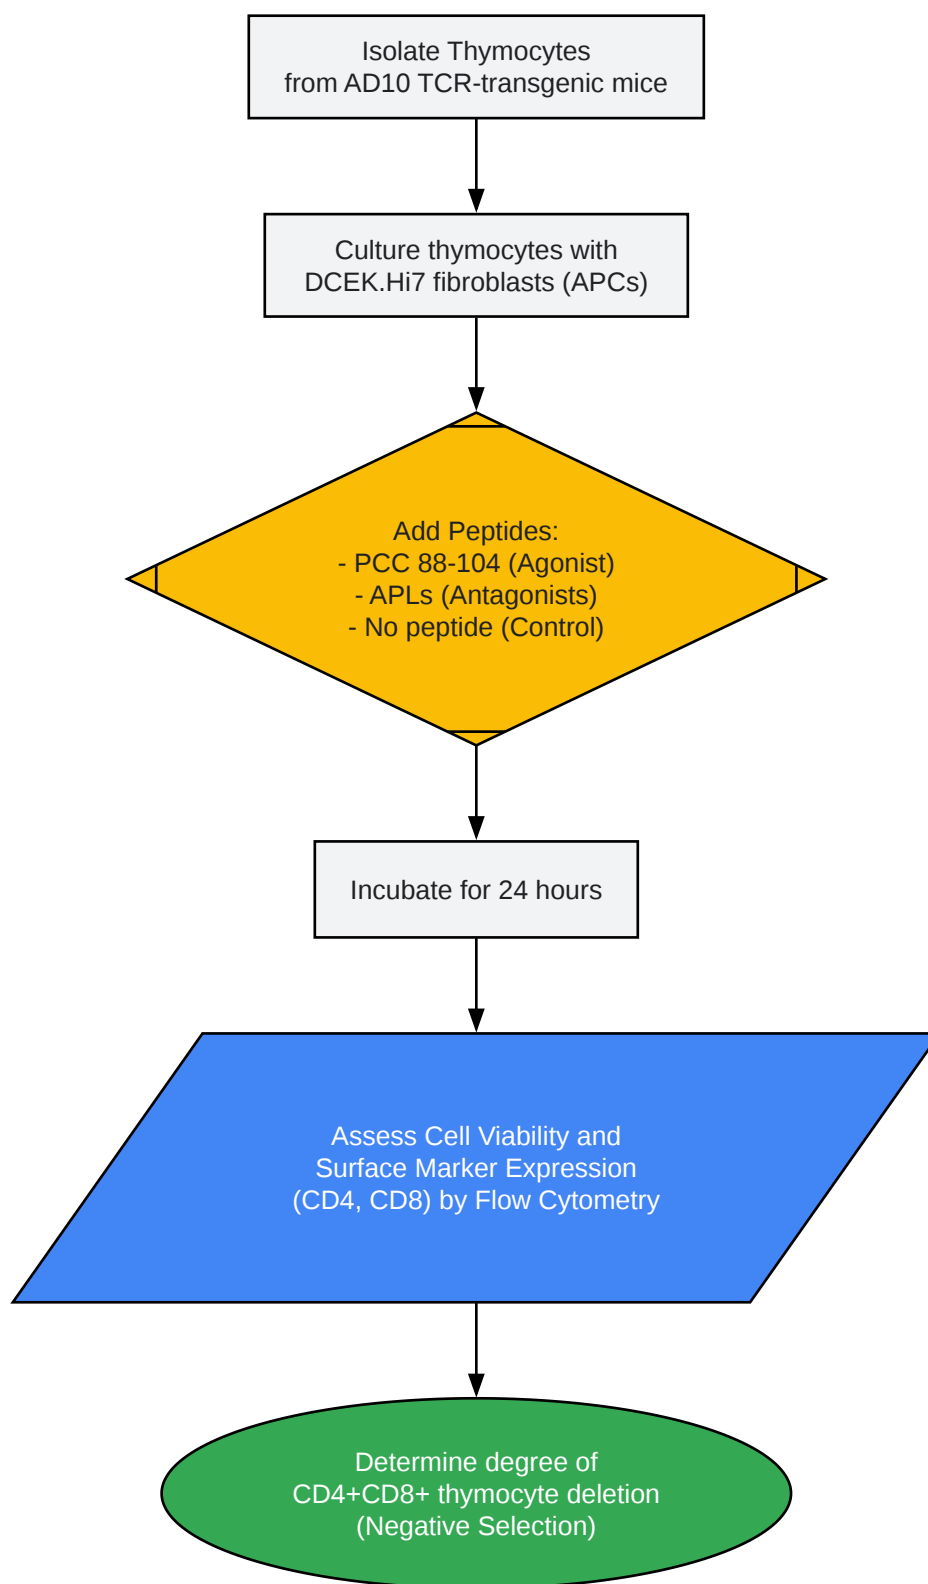 Isolate Thymocytes
from AD10 TCR-transgenic mice
Culture thymocytes with
DCEK.Hi7 fibroblasts (APCs)
Add Peptides:
- PCC 88-104 (Agonist)
- APLs (Antagonists)
- No peptide (Control)
Incubate for 24 hours
Assess Cell Viability and
Surface Marker Expression
(CD4, CD8) by Flow Cytometry
Determine degree of
CD4+CD8+ thymocyte deletion
(Negative Selection)